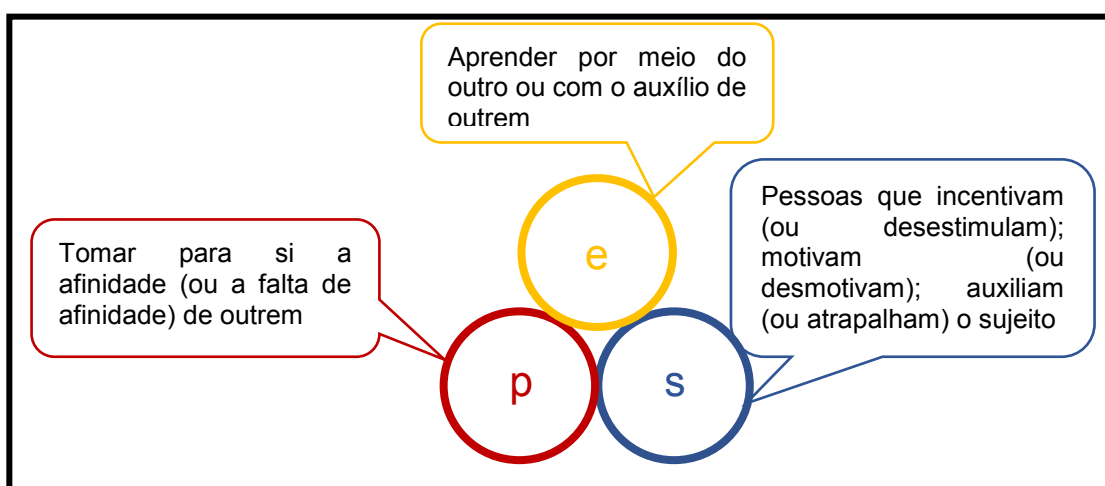 Aprender por meio do
outro ou com o auxílio de
outrem
Pessoas que incentivam
(ou desestimulam);
motivam (ou
desmotivam); auxiliam
(ou atrapalham) o sujeito
Tomar para si a
afinidade (ou a falta de
afinidade) de outrem
e
p
s